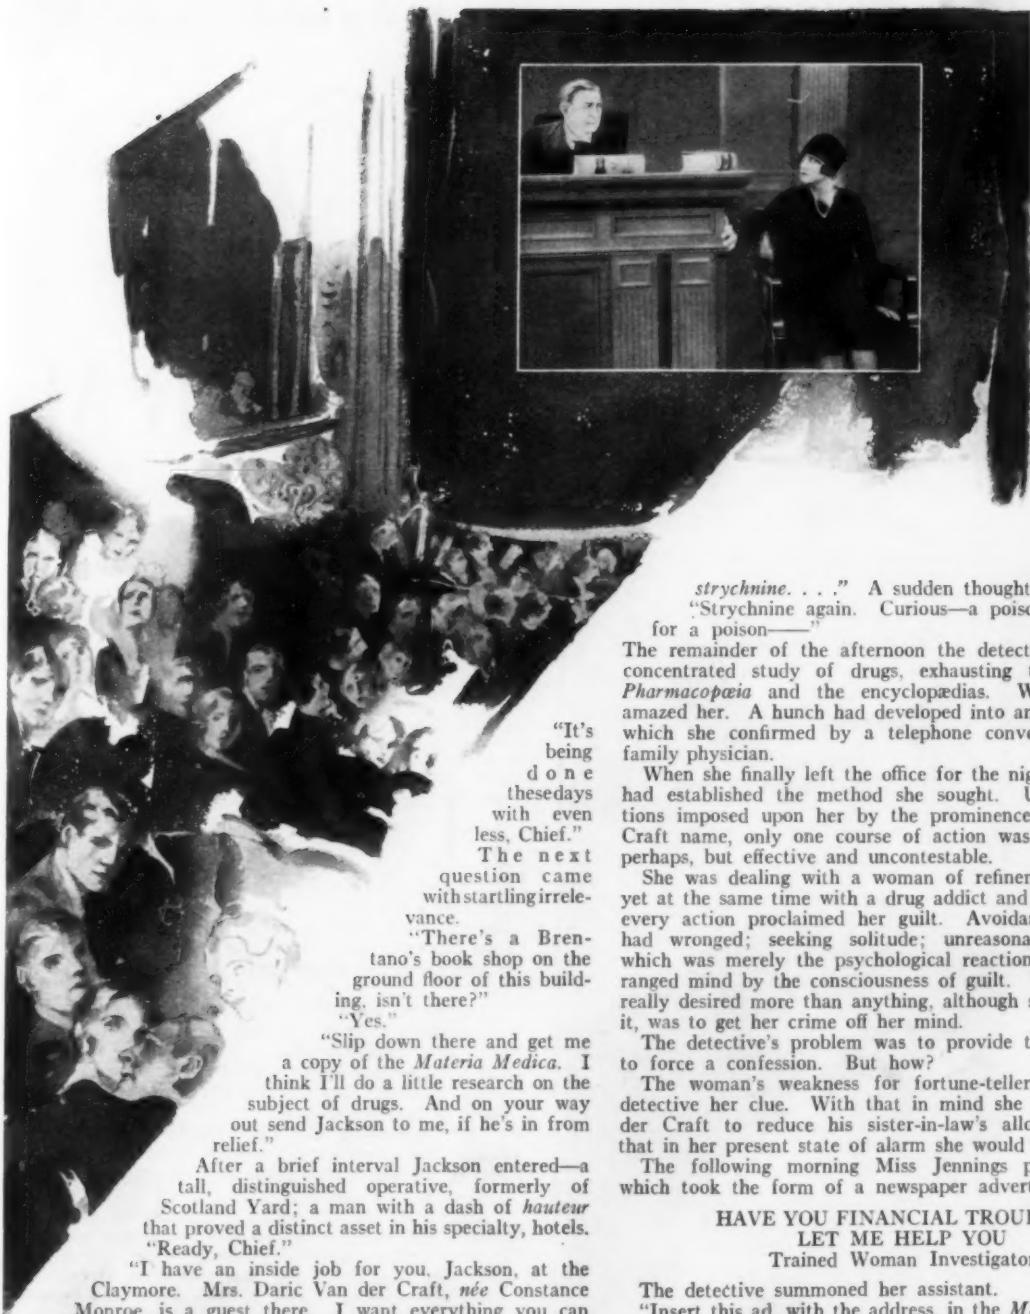 "It's
being
done
thesedays
with even
less, Chief."
The next
question came
with startling irrele-
vance.
"There's a Bren-
tano's book shop on the
ground floor of this build-
ing, isn't there?"
"Yes."
"Slip down there and get me
a copy of the Materia Medica. I
think I'll do a little research on the
subject of drugs. And on your way
out send Jackson to me, if he's in from
relief."
After a brief interval Jackson entered—a
tall, distinguished operative, formerly of
Scotland Yard; a man with a dash of hauteur
that proved a distinct asset in his specialty, hotels.
"Ready, Chief."
"I have an inside job for you, Jackson, at the
Claymore. Mrs. Daric Van der Craft, née Constance
Monroe is a guest there. I want everything you can
strychnine. . . ." A sudden thought
"Strychnine again. Curious—a poiso
for a poison——"
The remainder of the afternoon the detect
concentrated study of drugs, exhausting
Pharmacopœia and the encyclopædias. W
amazed her. A hunch had developed into an
which she confirmed by a telephone conve
family physician.
When she finally left the office for the nig
had established the method she sought. U
tions imposed upon her by the prominence
Craft name, only one course of action was
perhaps, but effective and uncontestable.
She was dealing with a woman of refiner
yet at the same time with a drug addict and
every action proclaimed her guilt. Avoida
had wronged; seeking solitude; unreasona
which was merely the psychological reaction
ranged mind by the consciousness of guilt.
really desired more than anything, although
it, was to get her crime off her mind.
The detective's problem was to provide t
to force a confession. But how?
The woman's weakness for fortune-teller
detective her clue. With that in mind she
der Craft to reduce his sister-in-law's allo
that in her present state of alarm she would
The following morning Miss Jennings p
which took the form of a newspaper advert
HAVE YOU FINANCIAL TROU
LET ME HELP YOU
Trained Woman Investigator
The detective summoned her assistant.
"Insert this ad, with the address in the M